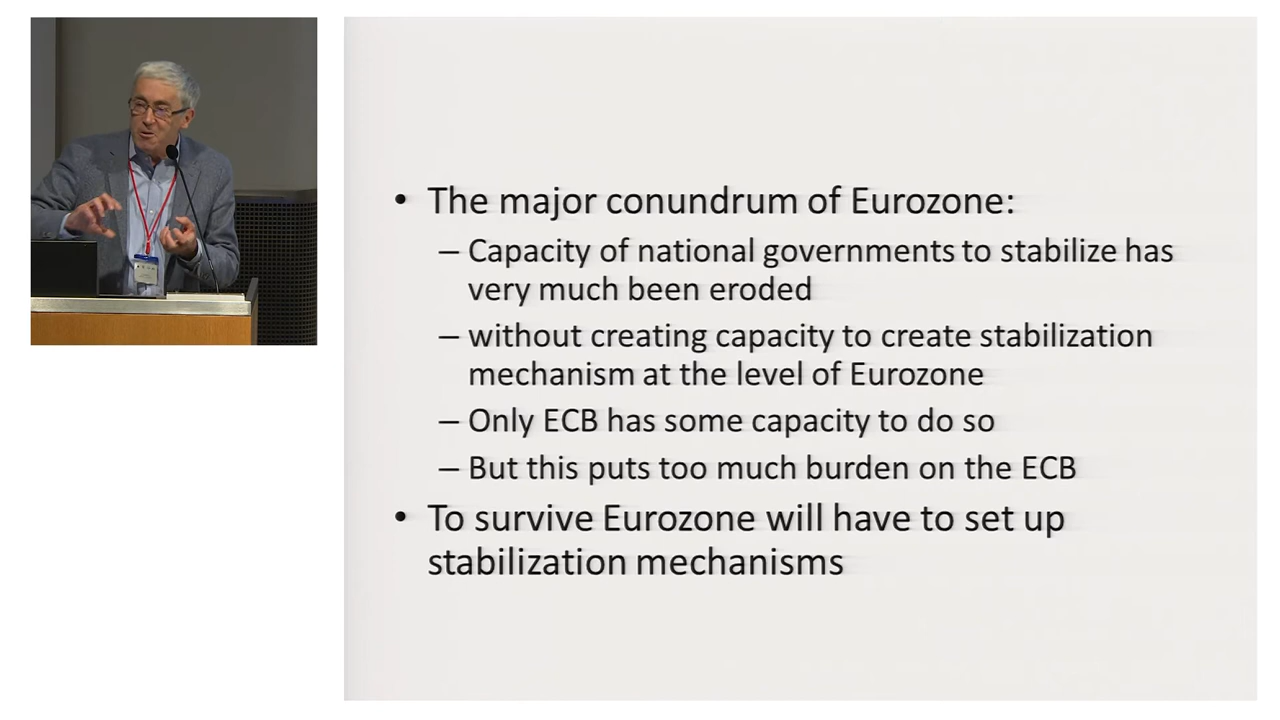 • The major conundrum of Eurozone:
– Capacity of national governments to stabilize has
very much been eroded
– without creating capacity to create stabilization
mechanism at the level of Eurozone
– Only ECB has some capacity to do so
– But this puts too much burden on the ECB
• To survive Eurozone will have to set up
stabilization mechanisms